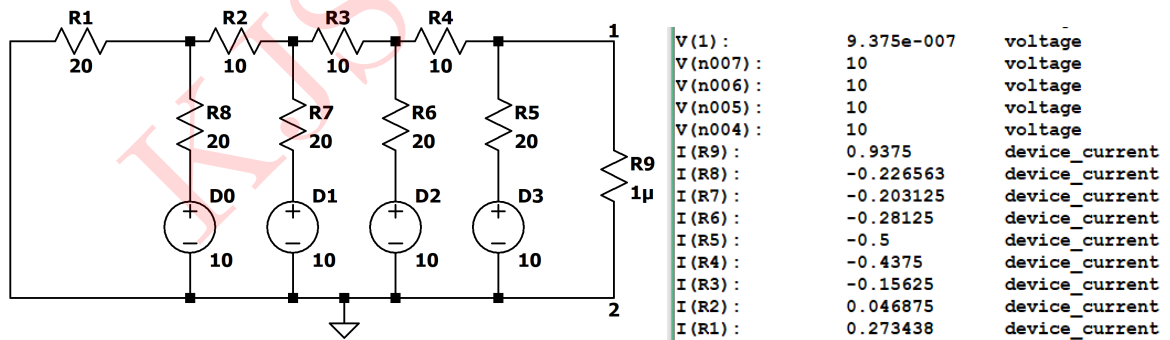 R1
R2
R3
R4
1
20
10
10
10
R8
20
R7
20
R6
20
R5
20
R9
1µ
D0
D1
D2
D3
10
10
10
10
2
KJS
V(1): 9.375e-007 voltage
V(n007): 10 voltage
V(n006): 10 voltage
V(n005): 10 voltage
V(n004): 10 voltage
I(R9): 0.9375 device_current
I(R8): -0.226563 device_current
I(R7): -0.203125 device_current
I(R6): -0.28125 device_current
I(R5): -0.5 device_current
I(R4): -0.4375 device_current
I(R3): -0.15625 device_current
I(R2): 0.046875 device_current
I(R1): 0.273438 device_current